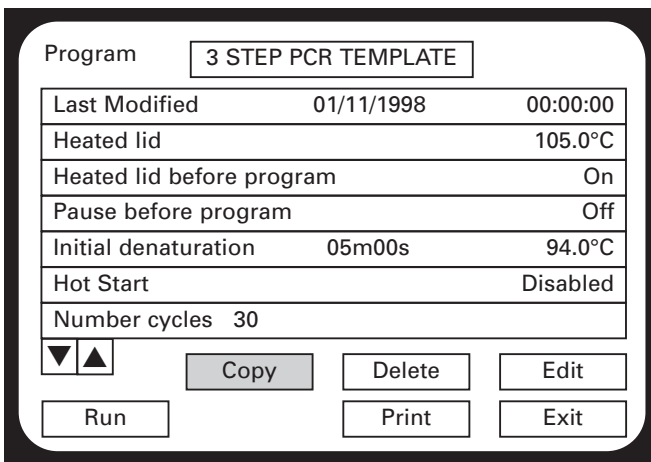 Program 3 STEP PCR TEMPLATE
Last Modified 01/11/1998 00:00:00
Heated lid 105.0°C
Heated lid before program On
Pause before program Off
Initial denaturation 05m00s 94.0°C
Hot Start Disabled
Number cycles 30
Copy Delete Edit
Run Print Exit